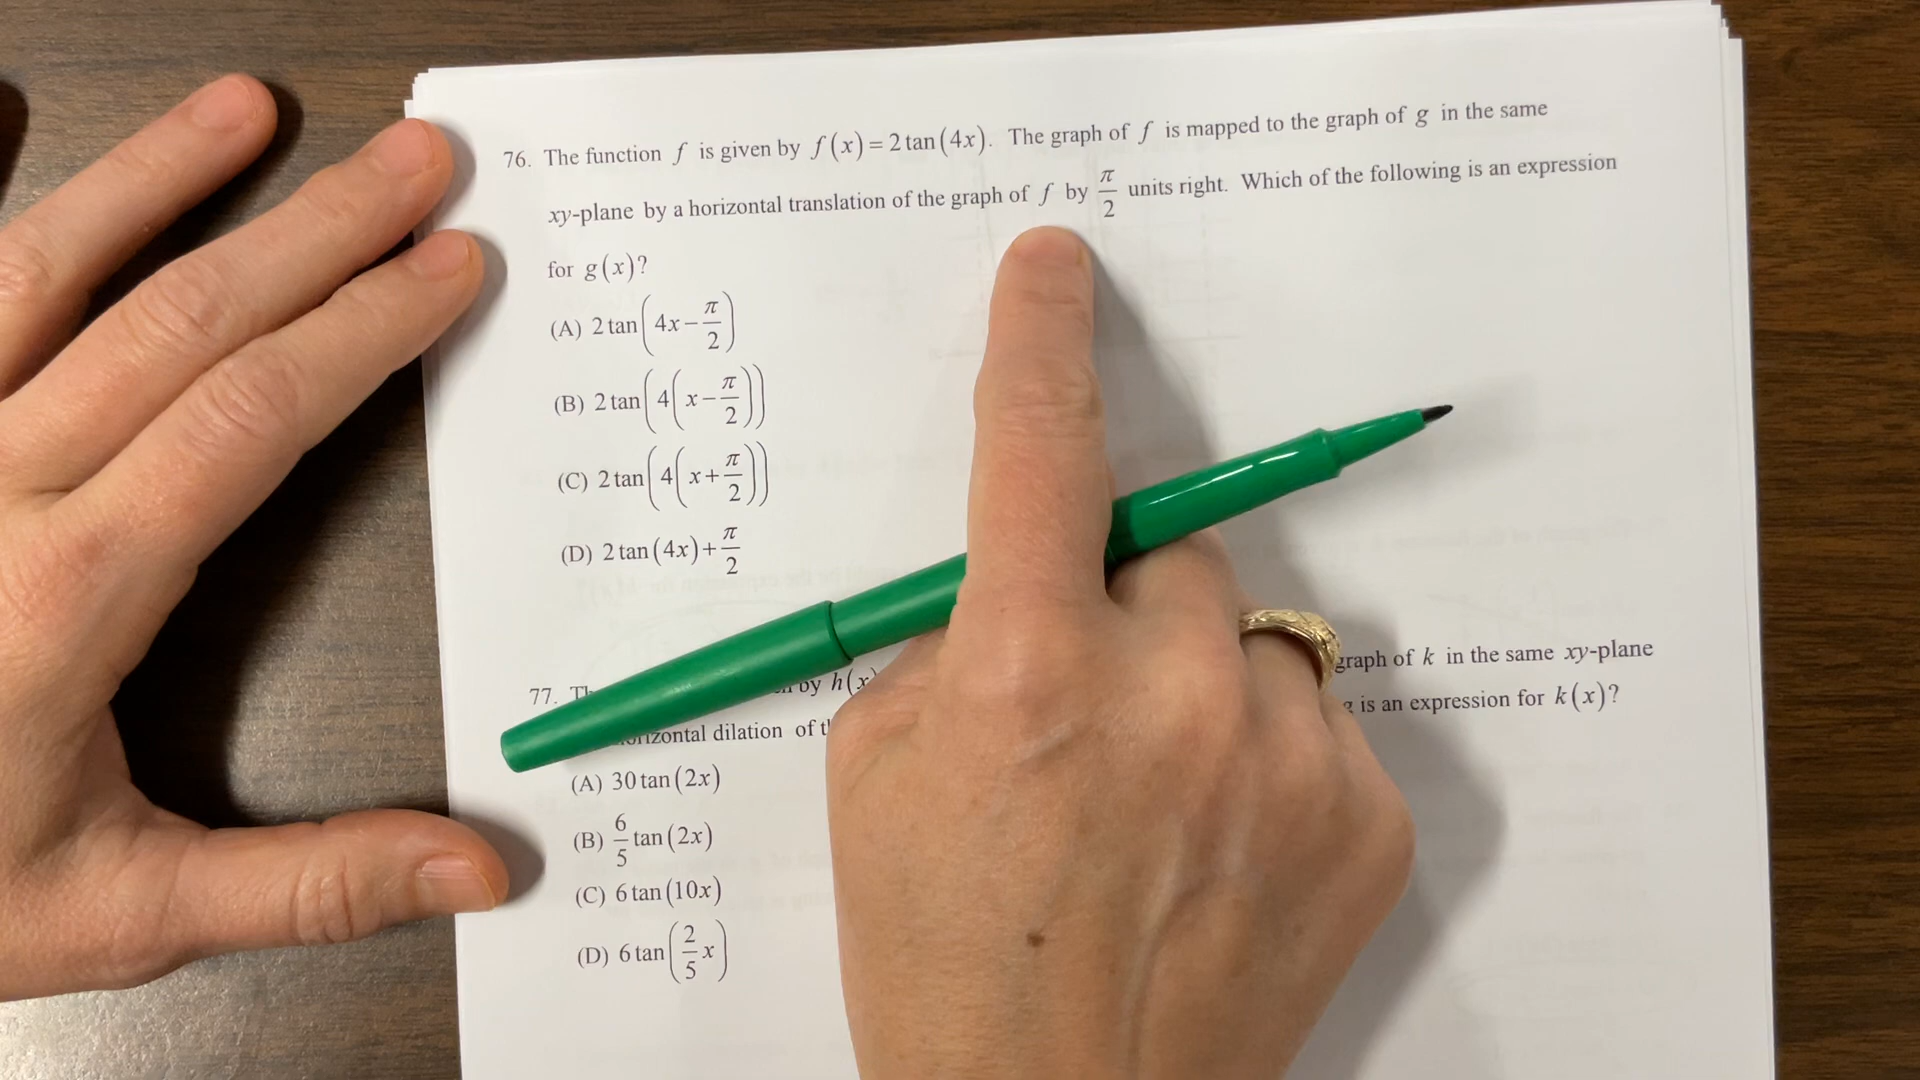 76. The function f is given by f(x) = 2 tan(4x). The graph of f is mapped to the graph of g in the same
xy-plane by a horizontal translation of the graph of f by π/2 units right. Which of the following is an expression
for g(x)?
(A) 2 tan(4x − π/2)
(B) 2 tan(4(x − π/2))
(C) 2 tan(4(x + π/2))
(D) 2 tan(4x) + π/2
77. by h(x) graph of k in the same xy-plane
dilation of is an expression for k(x)?
(A) 30 tan(2x)
(B) 6/5 tan(2x)
(C) 6 tan(10x)
(D) 6 tan(2/5 x)